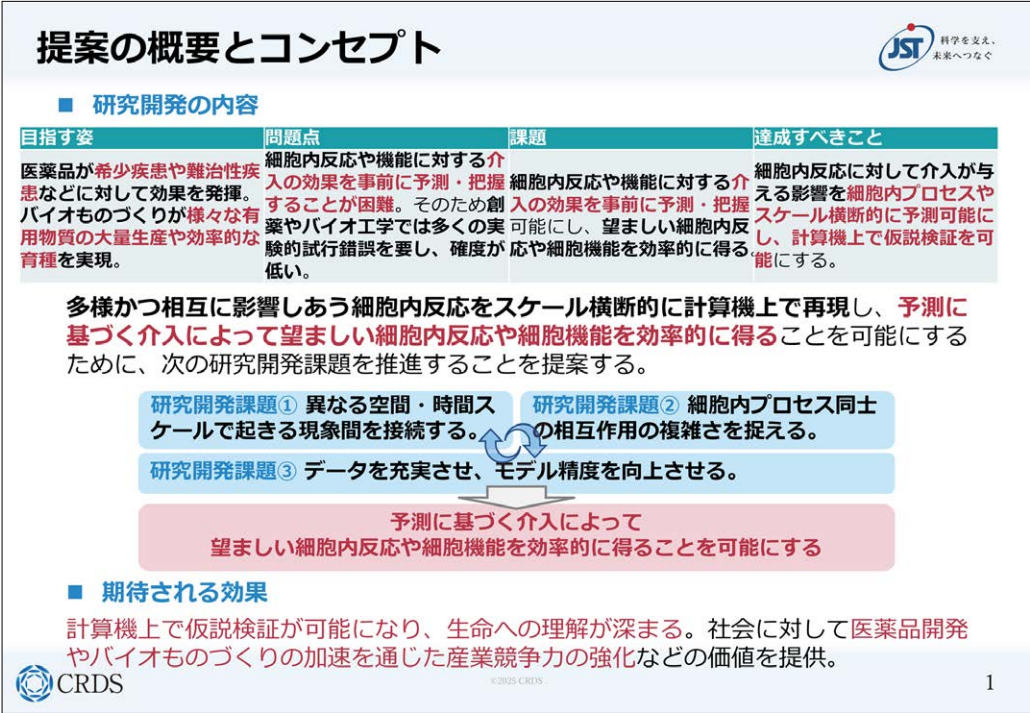 提案の概要とコンセプト
JST
科学を支え、
未来へつなぐ
■ 研究開発の内容
目指す姿
医薬品が希少疾患や難治性疾
患などに対して効果を発揮。
バイオものづくりが様々な有
用物質の大量生産や効率的な
育種を実現。
問題点
細胞内反応や機能に対する介
入の効果を事前に予測・把握
することが困難。そのため創
薬やバイオ工学では多くの実
験的試行錯誤を要し、確度が
低い。
課題
細胞内反応や機能に対する介
入の効果を事前に予測・把握
可能にし、望ましい細胞内反
応や細胞機能を効率的に得る。
達成すべきこと
細胞内反応に対して介入が与
える影響を細胞内プロセスや
スケール横断的に予測可能に
し、計算機上で仮説検証を可
能にする。
多様かつ相互に影響しあう細胞内反応をスケール横断的に計算機上で再現し、予測に
基づく介入によって望ましい細胞内反応や細胞機能を効率的に得ることを可能にする
ために、次の研究開発課題を推進することを提案する。
研究開発課題① 異なる空間・時間ス
ケールで起きる現象間を接続する。
研究開発課題② 細胞内プロセス同士
の相互作用の複雑さを捉える。
研究開発課題③ データを充実させ、モデル精度を向上させる。
予測に基づく介入によって
望ましい細胞内反応や細胞機能を効率的に得ることを可能にする
■ 期待される効果
計算機上で仮説検証が可能になり、生命への理解が深まる。社会に対して医薬品開発
やバイオものづくりの加速を通じた産業競争力の強化などの価値を提供。
CRDS
©2025 CRDS
1